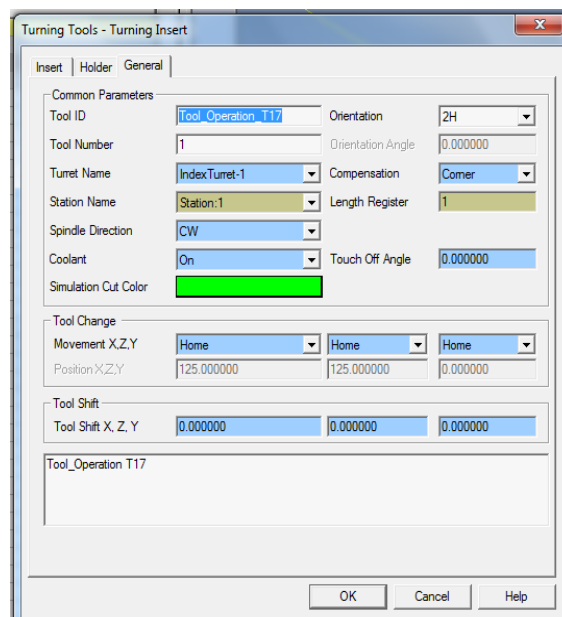 Turning Tools - Turning Insert
x
Insert Holder General
Common Parameters
Tool ID Tool_Operation_T17 Orientation 2H
Tool Number 1 Orientation Angle 0.000000
Turret Name IndexTurret-1 Compensation Corner
Station Name Station:1 Length Register 1
Spindle Direction CW
Coolant On Touch Off Angle 0.000000
Simulation Cut Color
Tool Change
Movement X,Z,Y Home Home Home
Position X,Z,Y 125.000000 125.000000 0.000000
Tool Shift
Tool Shift X, Z, Y 0.000000 0.000000 0.000000
Tool_Operation T17
OK Cancel Help